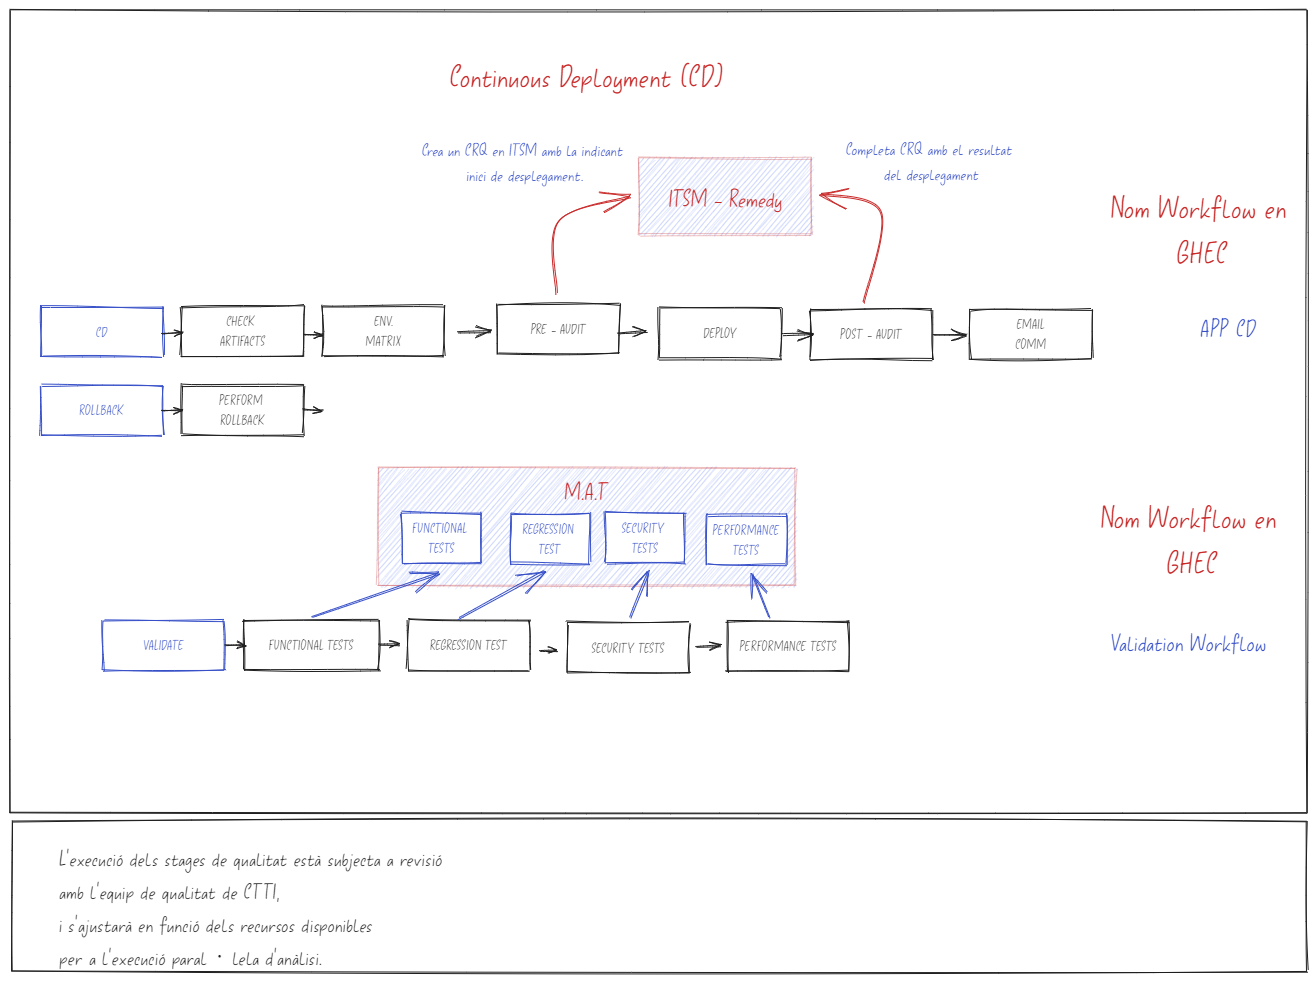 Continuous Deployment (CD)
Crea un CRQ en ITSM amb la indicant
inici de desplegament.
Completa CRQ amb el resultat
del desplegament
ITSM - Remedy
Nom Workflow en
GHEC
CD
CHECK
ARTIFACTS
ENV.
MATRIX
PRE - AUDIT
DEPLOY
POST - AUDIT
EMAIL
COMM
APP CD
ROLLBACK
PERFORM
ROLLBACK
M.A.T
FUNCTIONAL
TESTS
REGRESSION
TEST
SECURITY
TESTS
PERFORMANCE
TESTS
Nom Workflow en
GHEC
VALIDATE
FUNCTIONAL TESTS
REGRESSION TEST
SECURITY TESTS
PERFORMANCE TESTS
Validation Workflow
L'execució dels stages de qualitat està subjecta a revisió
amb l'equip de qualitat de CTTI,
i s'ajustarà en funció dels recursos disponibles
per a l'execució paral · lela d'anàlisi.